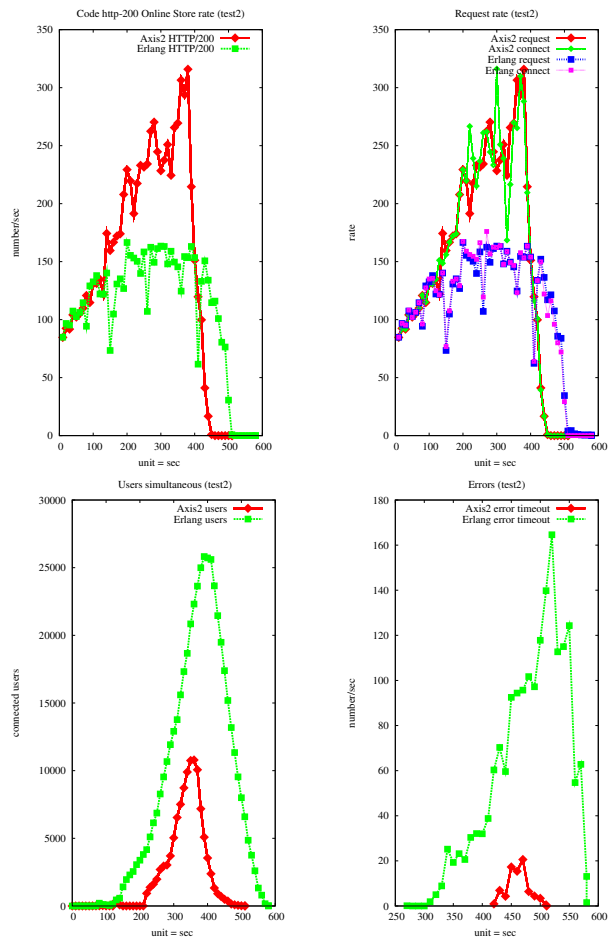 Code http-200 Online Store rate (test2)
350
300
250
200
150
100
50
0
number/sec
0 100 200 300 400 500 600
unit = sec
Axis2 HTTP/200
Erlang HTTP/200
Request rate (test2)
350
300
250
200
150
100
50
0
rate
0 100 200 300 400 500 600
unit = sec
Axis2 request
Axis2 connect
Erlang request
Erlang connect
Users simultaneous (test2)
30000
25000
20000
15000
10000
5000
0
connected users
0 100 200 300 400 500 600
unit = sec
Axis2 users
Erlang users
Errors (test2)
180
160
140
120
100
80
60
40
20
0
number/sec
250 300 350 400 450 500 550 600
unit = sec
Axis2 error timeout
Erlang error timeout